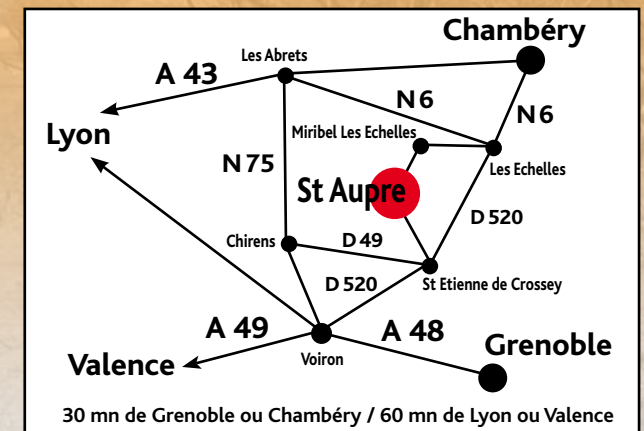 Chambéry
Les Abrets
A 43
N 6
N 6
Miribel Les Echelles
Lyon
Les Echelles
N 75
St Aupre
D 520
Chirens
D 49
D 520
St Etienne de Crossey
A 49
A 48
Grenoble
Valence
Voiron
30 mn de Grenoble ou Chambéry / 60 mn de Lyon ou Valence